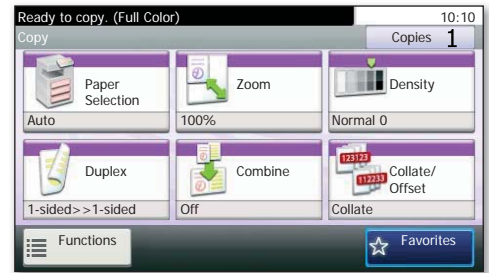 Ready to copy. (Full Color) 10:10
Copy Copies 1
Paper Selection
Zoom
Density
Auto
100%
Normal 0
Duplex
Combine
123123
112233
Collate/
Offset
1-sided>>1-sided
Off
Collate
Functions
Favorites